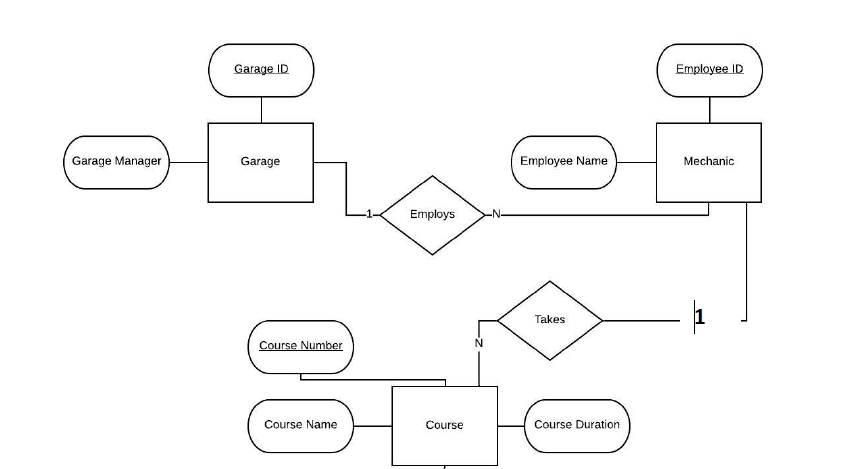 Garage ID
Employee ID
Garage Manager
Garage
Employee Name
Mechanic
1
Employs
N
Takes
1
N
Course Number
Course Name
Course
Course Duration